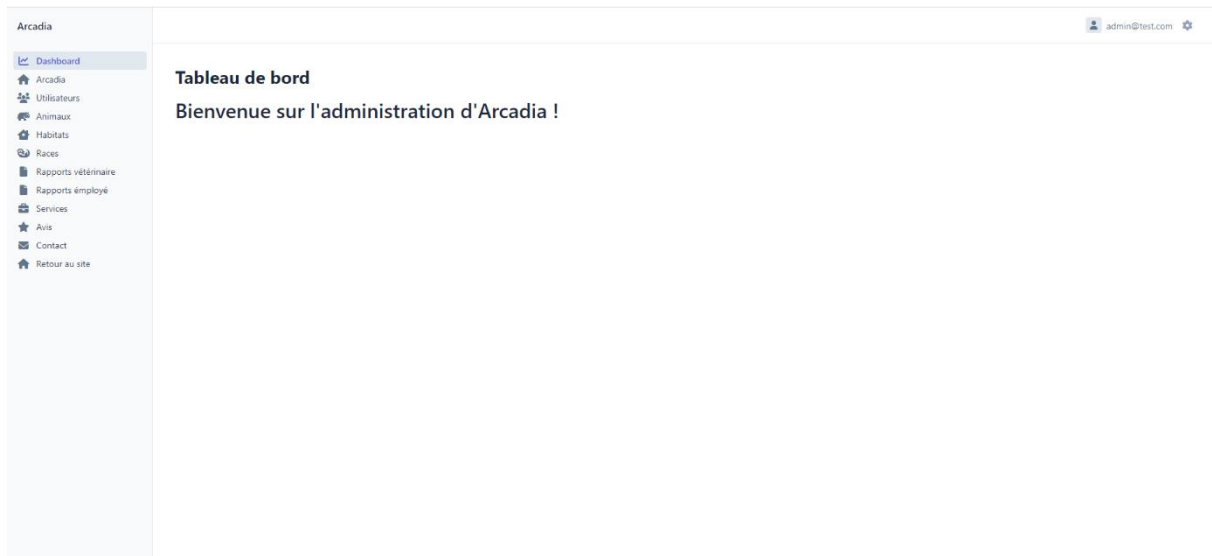 Arcadia
admin@test.com
Dashboard
Arcadia
Utilisateurs
Animaux
Habitats
Races
Rapports vétérinaire
Rapports émployé
Services
Avis
Contact
Retour au site
Tableau de bord
Bienvenue sur l'administration d'Arcadia !